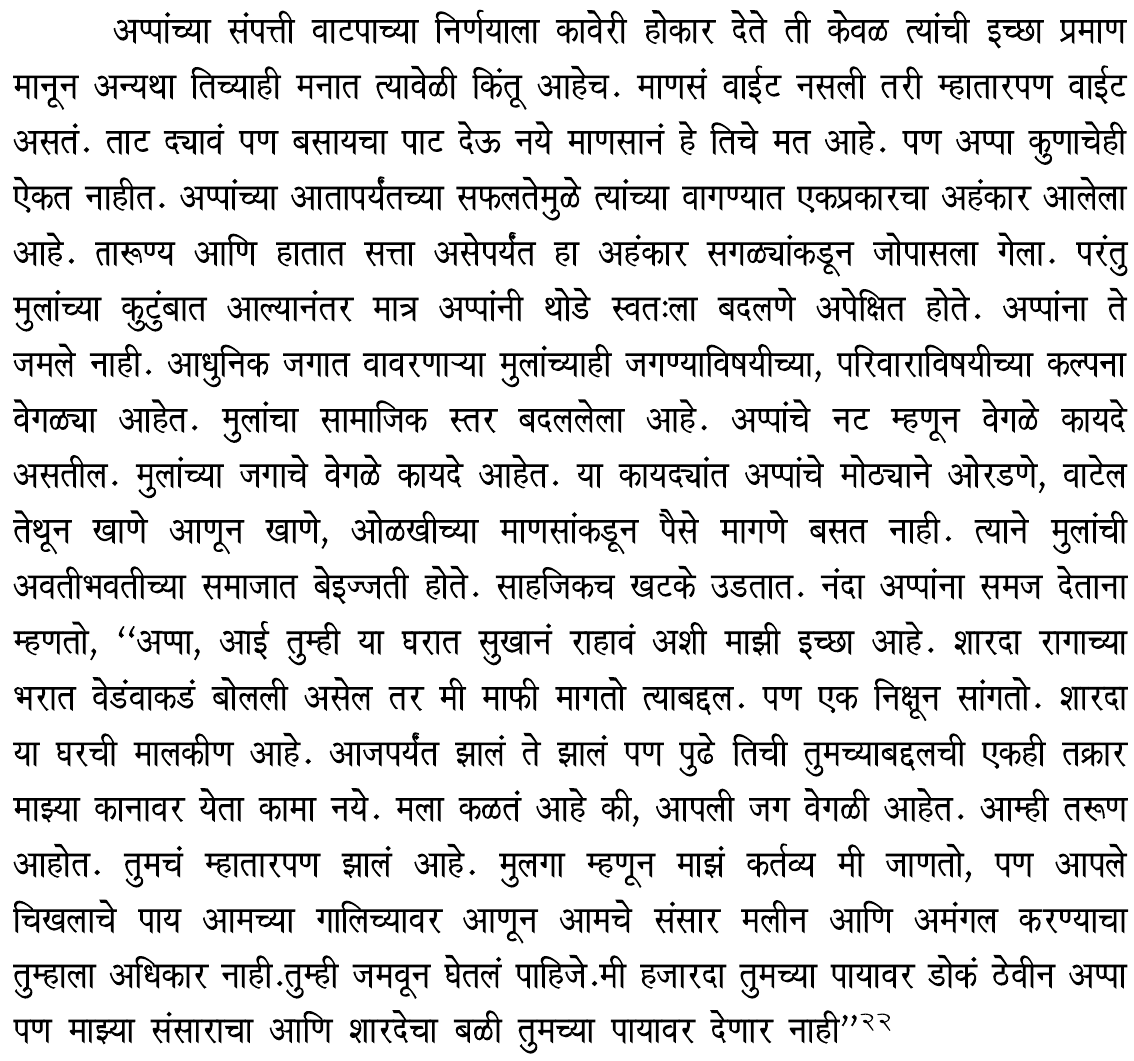 अप्पांच्या संपत्ती वाटपाच्या निर्णयाला कावेरी होकार देते ती केवळ त्यांची इच्छा प्रमाण
मानून अन्यथा तिच्याही मनात त्यावेळी किंतू आहेच. माणसं वाईट नसली तरी म्हातारपण वाईट
असतं. ताट द्यावं पण बसायचा पाट देऊ नये माणसानं हे तिचे मत आहे. पण अप्पा कुणाचेही
ऐकत नाहीत. अप्पांच्या आतापर्यंतच्या सफलतेमुळे त्यांच्या वागण्यात एकप्रकारचा अहंकार आलेला
आहे. तारूण्य आणि हातात सत्ता असेपर्यंत हा अहंकार सगळ्यांकडून जोपासला गेला. परंतु
मुलांच्या कुटुंबात आल्यानंतर मात्र अप्पांनी थोडे स्वतःला बदलणे अपेक्षित होते. अप्पांना ते
जमले नाही. आधुनिक जगात वावरणाऱ्या मुलांच्याही जगण्याविषयीच्या, परिवाराविषयीच्या कल्पना
वेगळ्या आहेत. मुलांचा सामाजिक स्तर बदललेला आहे. अप्पांचे नट म्हणून वेगळे कायदे
असतील. मुलांच्या जगाचे वेगळे कायदे आहेत. या कायद्यांत अप्पांचे मोठ्याने ओरडणे, वाटेल
तेथून खाणे आणून खाणे, ओळखीच्या माणसांकडून पैसे मागणे बसत नाही. त्याने मुलांची
अवतीभवतीच्या समाजात बेइज्जती होते. साहजिकच खटके उडतात. नंदा अप्पांना समज देताना
म्हणतो, “अप्पा, आई तुम्ही या घरात सुखानं राहावं अशी माझी इच्छा आहे. शारदा रागाच्या
भरात वेडंवाकडं बोलली असेल तर मी माफी मागतो त्याबद्दल. पण एक निक्षून सांगतो. शारदा
या घरची मालकीण आहे. आजपर्यंत झालं ते झालं पण पुढे तिची तुमच्याबद्दलची एकही तक्रार
माझ्या कानावर येता कामा नये. मला कळतं आहे की, आपली जग वेगळी आहेत. आम्ही तरूण
आहोत. तुमचं म्हातारपण झालं आहे. मुलगा म्हणून माझं कर्तव्य मी जाणतो, पण आपले
चिखलाचे पाय आमच्या गालिच्यावर आणून आमचे संसार मलीन आणि अमंगल करण्याचा
तुम्हाला अधिकार नाही.तुम्ही जमवून घेतलं पाहिजे.मी हजारदा तुमच्या पायावर डोकं ठेवीन अप्पा
पण माझ्या संसाराचा आणि शारदेचा बळी तुमच्या पायावर देणार नाही”२२